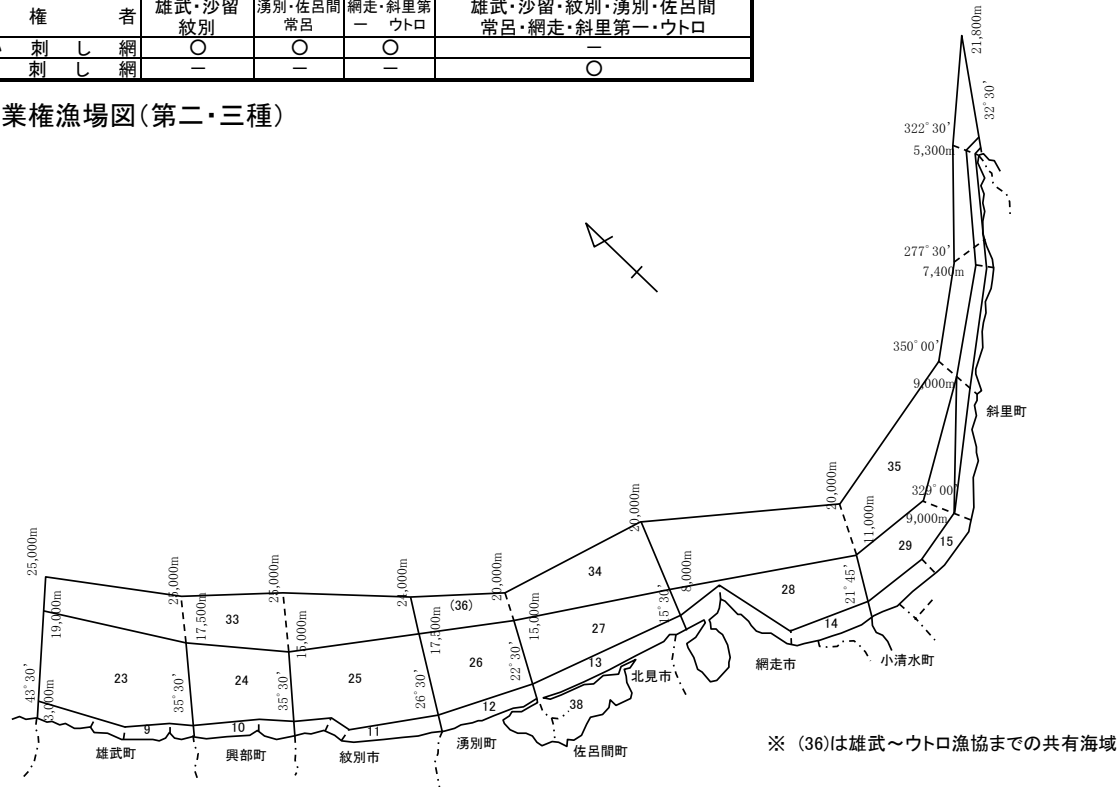 権 者 雄武・沙留 紋別 湧別・佐呂間 常呂 網走・斜里第 一 ウトロ 雄武・沙留・紋別・湧別・佐呂間 常呂・網走・斜里第一・ウトロ
刺 し 網 ○ ○ ○ －
刺 し 網 － － － ○
業権漁場図(第二・三種)
21,800m
32°30'
322°30'
5,300m
277°30'
7,400m
350°00'
9,000m
斜里町
35
329°00'
9,000m
15
29
20,000m
11,000m
21°45'
20,000m
34
8,000m
15°30'
28
14
小清水町
網走市
25,000m
19,000m
43°30'
3,000m
23
9
雄武町
25,000m
17,500m
35°30'
33
24
10
興部町
25,000m
15,000m
35°30'
25
11
紋別市
24,000m
17,500m
26°30'
(36)
26
12
湧別町
20,000m
15,000m
22°30'
27
13
北見市
38
佐呂間町
※ (36)は雄武～ウトロ漁協までの共有海域